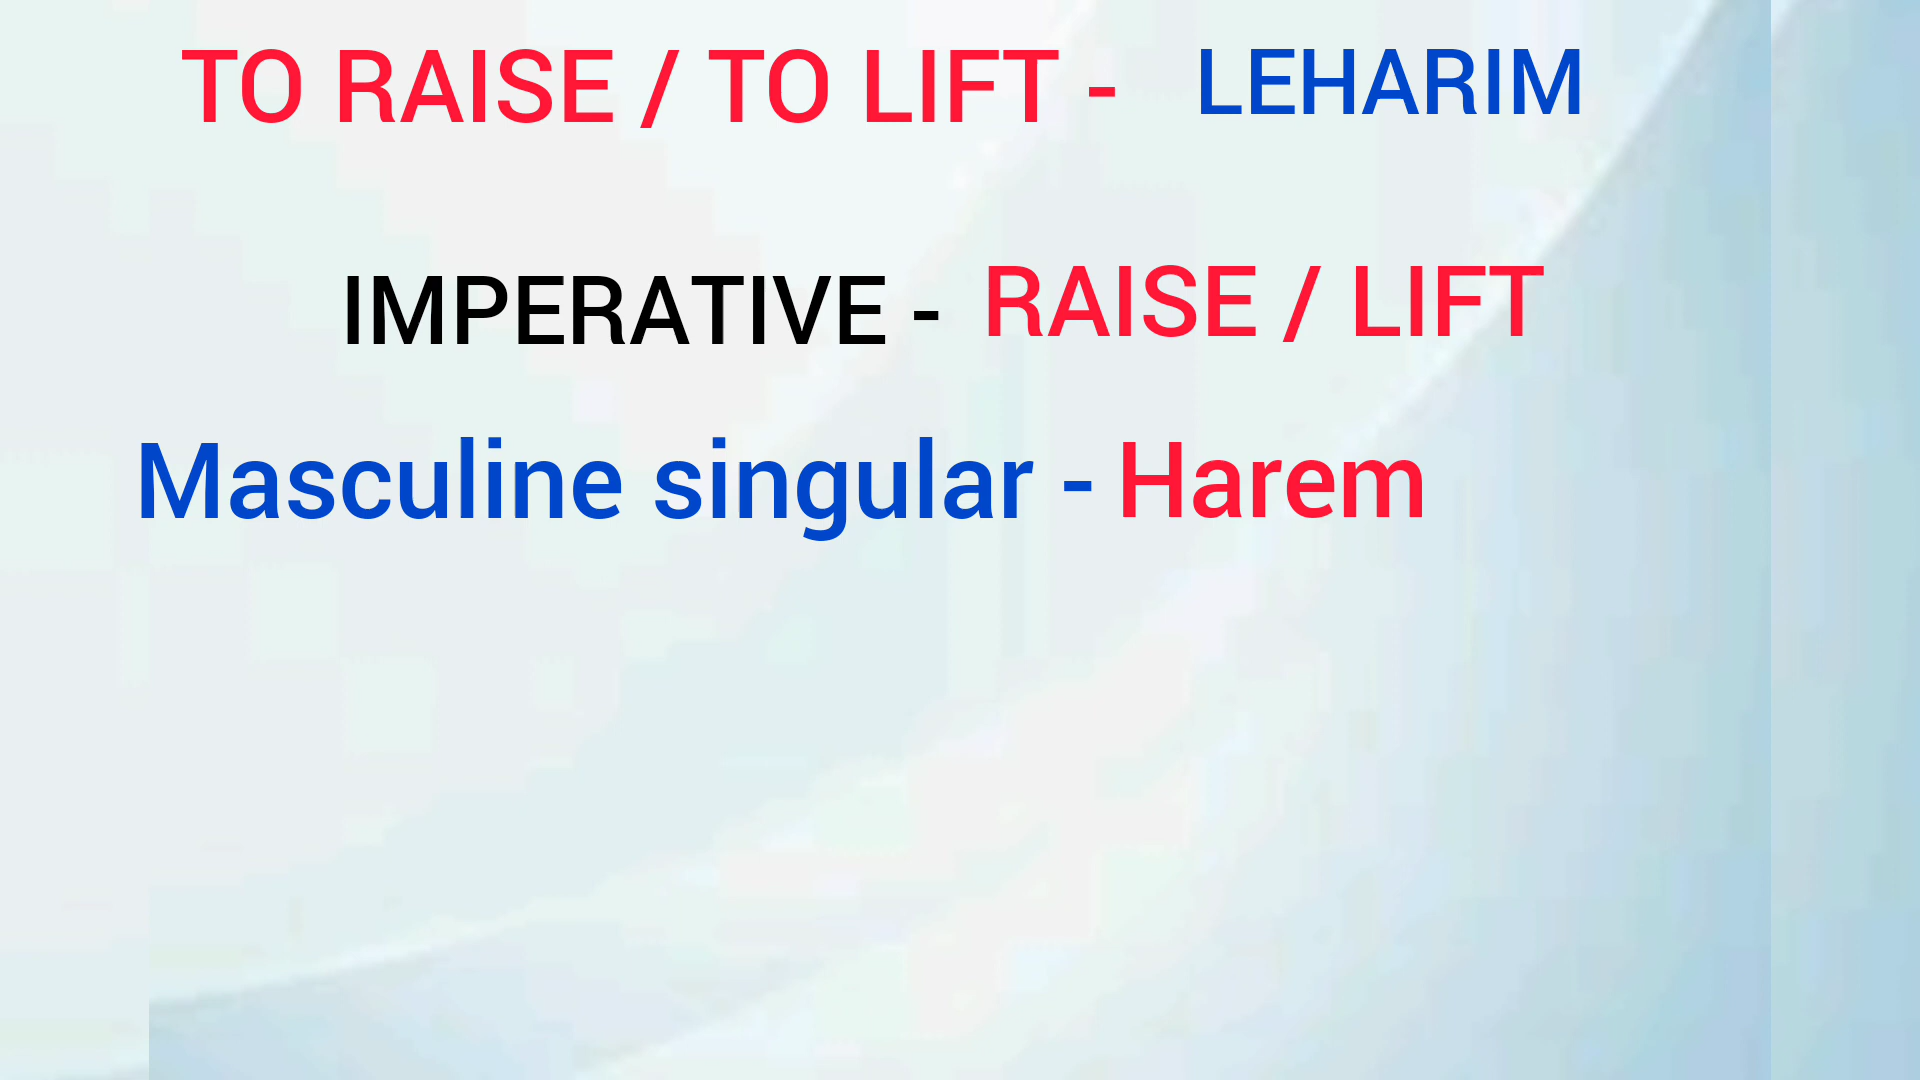 TO RAISE / TO LIFT - LEHARIM
IMPERATIVE - RAISE / LIFT
Masculine singular - Harem